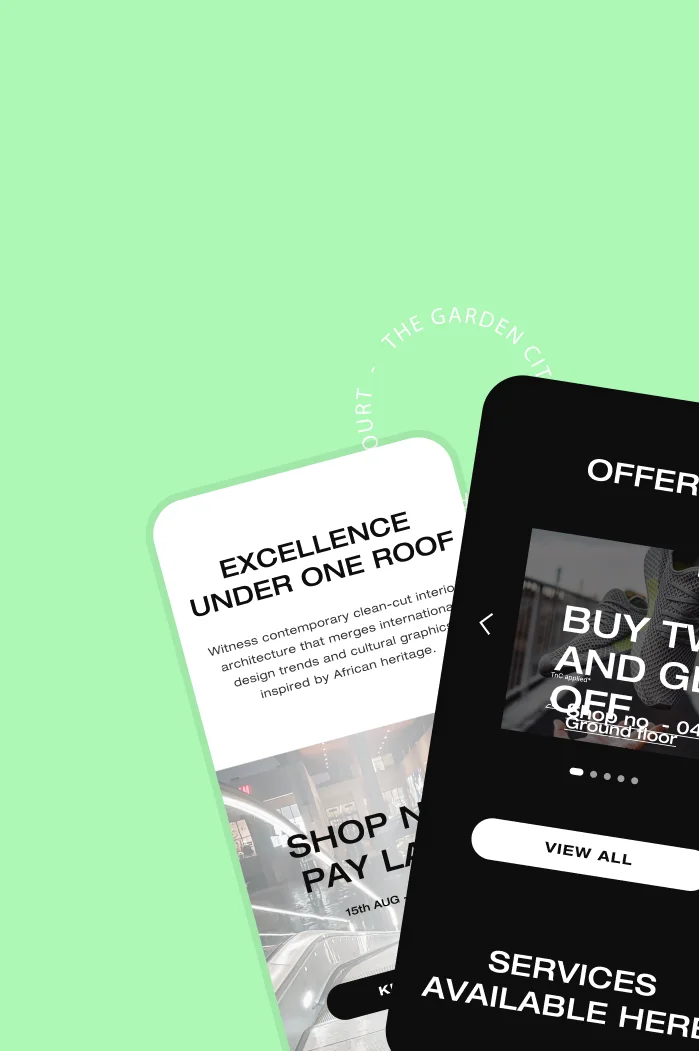 THE GARDEN CIT
OURT -
EXCELLENCE
UNDER ONE ROOF
Witness contemporary clean-cut interio
architecture that merges internationa
design trends and cultural graphics
inspired by African heritage.
SHOP N
PAY LA
15th AUG -
K
OFFER
BUY TW
AND GE
OFF
TnC applied*
Shop no - 04
Ground floor
VIEW ALL
SERVICES
AVAILABLE HERE